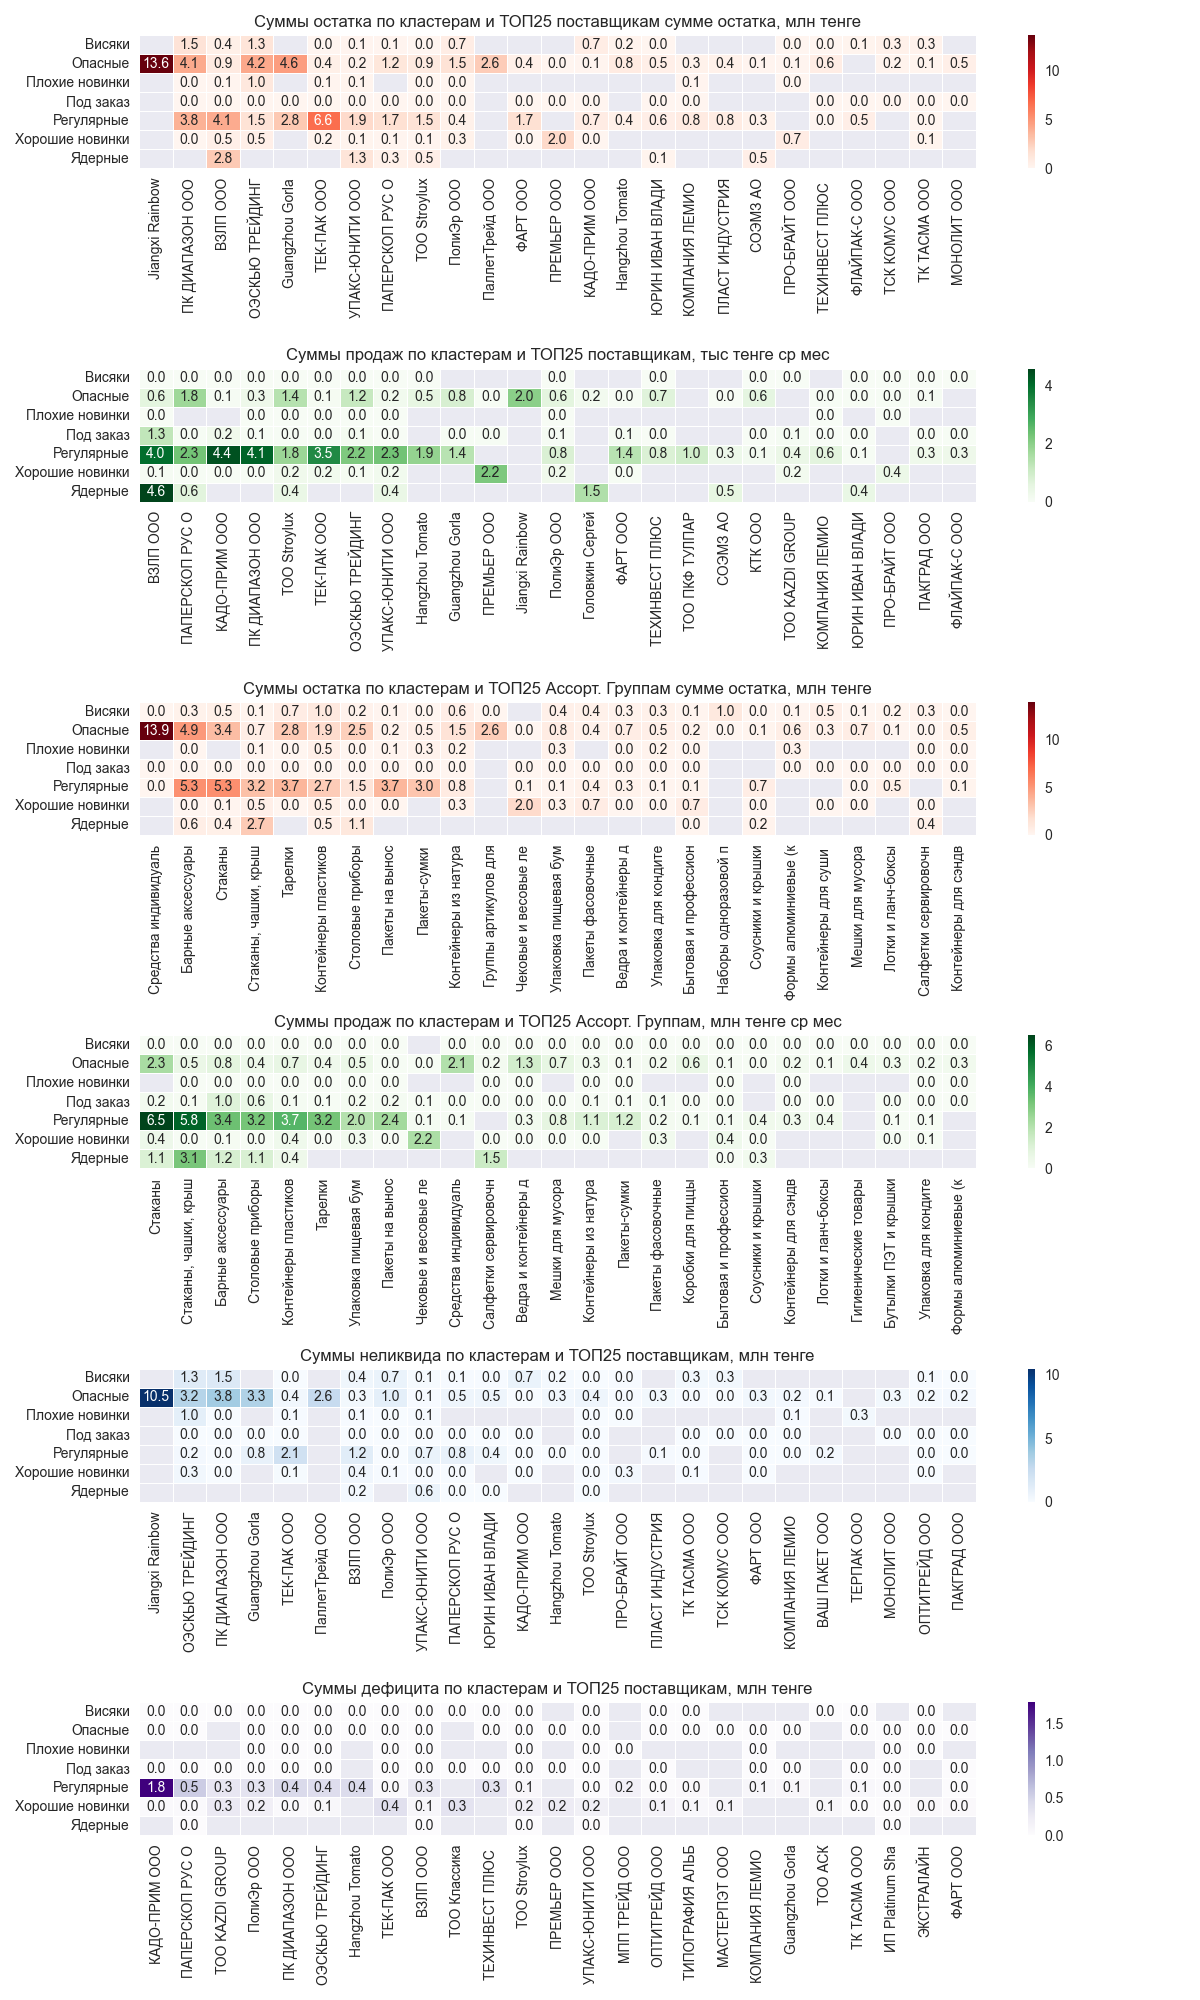 Суммы остатка по кластерам и ТОП25 поставщикам сумме остатка, млн тенге
Висяки 1.5 0.4 1.3 0.0 0.1 0.1 0.0 0.7 0.7 0.2 0.0 0.0 0.0 0.1 0.3 0.3
Опасные 13.6 4.1 0.9 4.2 4.6 0.4 0.2 1.2 0.9 1.5 2.6 0.4 0.0 0.1 0.8 0.5 0.3 0.4 0.1 0.1 0.6 0.2 0.1 0.5
Плохие новинки 0.0 0.1 1.0 0.1 0.1 0.0 0.0 0.1 0.0
Под заказ 0.0 0.0 0.0 0.0 0.0 0.0 0.0 0.0 0.0 0.0 0.0 0.0 0.0 0.0 0.0 0.0 0.0 0.0 0.0
Регулярные 3.8 4.1 1.5 2.8 6.6 1.9 1.7 1.5 0.4 1.7 0.7 0.4 0.6 0.8 0.8 0.3 0.0 0.5 0.0
Хорошие новинки 0.0 0.5 0.5 0.2 0.1 0.1 0.1 0.3 0.0 2.0 0.0 0.7 0.1
Ядерные 2.8 1.3 0.3 0.5 0.1 0.5
10
5
0
Jiangxi Rainbow
ПК ДИАПАЗОН ООО
ВЗЛП ООО
ОЭСКЬЮ ТРЕЙДИНГ
Guangzhou Gorla
ТЕК-ПАК ООО
УПАКС-ЮНИТИ ООО
ПАПЕРСКОП РУС О
ТОО Stroylux
ПолиЭр ООО
ПаллетТрейд ООО
ФАРТ ООО
ПРЕМЬЕР ООО
КАДО-ПРИМ ООО
Hangzhou Tomato
ЮРИН ИВАН ВЛАДИ
КОМПАНИЯ ЛЕМИО
ПЛАСТ ИНДУСТРИЯ
СОЭМЗ АО
ПРО-БРАЙТ ООО
ТЕХИНВЕСТ ПЛЮС
ФЛАЙПАК-С ООО
ТСК КОМУС ООО
ТК ТАСМА ООО
МОНОЛИТ ООО
Суммы продаж по кластерам и ТОП25 поставщикам, тыс тенге ср мес
Висяки 0.0 0.0 0.0 0.0 0.0 0.0 0.0 0.0 0.0 0.0 0.0 0.0 0.0 0.0 0.0 0.0 0.0
Опасные 0.6 1.8 0.1 0.3 1.4 0.1 1.2 0.2 0.5 0.8 0.0 2.0 0.6 0.2 0.0 0.7 0.0 0.6 0.0 0.0 0.0 0.1
Плохие новинки 0.0 0.0 0.0 0.0 0.0 0.0 0.0 0.0 0.0
Под заказ 1.3 0.0 0.2 0.1 0.0 0.0 0.1 0.0 0.0 0.0 0.1 0.1 0.0 0.0 0.1 0.0 0.0 0.0 0.0
Регулярные 4.0 2.3 4.4 4.1 1.8 3.5 2.2 2.3 1.9 1.4 0.8 1.4 0.8 1.0 0.3 0.1 0.4 0.6 0.1 0.3 0.3
Хорошие новинки 0.1 0.0 0.0 0.0 0.2 0.2 0.1 0.2 2.2 0.2 0.0 0.2 0.4
Ядерные 4.6 0.6 0.4 0.4 1.5 0.5 0.4
4
2
0
ВЗЛП ООО
ПАПЕРСКОП РУС О
КАДО-ПРИМ ООО
ПК ДИАПАЗОН ООО
ТОО Stroylux
ТЕК-ПАК ООО
ОЭСКЬЮ ТРЕЙДИНГ
УПАКС-ЮНИТИ ООО
Hangzhou Tomato
Guangzhou Gorla
ПРЕМЬЕР ООО
Jiangxi Rainbow
ПолиЭр ООО
Головкин Сергей
ФАРТ ООО
ТЕХИНВЕСТ ПЛЮС
ТОО ПКФ ТУЛПАР
СОЭМЗ АО
КТК ООО
ТОО KAZDI GROUP
КОМПАНИЯ ЛЕМИО
ЮРИН ИВАН ВЛАДИ
ПРО-БРАЙТ ООО
ПАКГРАД ООО
ФЛАЙПАК-С ООО
Суммы остатка по кластерам и ТОП25 Ассорт. Группам сумме остатка, млн тенге
Висяки 0.0 0.3 0.5 0.1 0.7 1.0 0.2 0.1 0.0 0.6 0.0 0.4 0.4 0.3 0.3 0.1 1.0 0.0 0.1 0.5 0.1 0.2 0.3 0.0
Опасные 13.9 4.9 3.4 0.7 2.8 1.9 2.5 0.2 0.5 1.5 2.6 0.0 0.8 0.4 0.7 0.5 0.2 0.0 0.1 0.6 0.3 0.7 0.1 0.0 0.5
Плохие новинки 0.0 0.1 0.0 0.5 0.0 0.1 0.3 0.2 0.3 0.0 0.2 0.0 0.3 0.0 0.0
Под заказ 0.0 0.0 0.0 0.0 0.0 0.0 0.0 0.0 0.0 0.0 0.0 0.0 0.0 0.0 0.0 0.0 0.0 0.0 0.0 0.0 0.0 0.0
Регулярные 0.0 5.3 5.3 3.2 3.7 2.7 1.5 3.7 3.0 0.8 0.1 0.1 0.4 0.3 0.1 0.1 0.7 0.0 0.5 0.1
Хорошие новинки 0.0 0.1 0.5 0.0 0.5 0.0 0.0 0.3 2.0 0.3 0.7 0.0 0.0 0.7 0.0 0.0 0.0 0.0
Ядерные 0.6 0.4 2.7 0.5 1.1 0.0 0.2 0.4
10
5
0
Средства индивидуаль
Барные аксессуары
Стаканы
Стаканы, чашки, крыш
Тарелки
Контейнеры пластиков
Столовые приборы
Пакеты на вынос
Пакеты-сумки
Контейнеры из натура
Группы артикулов для
Чековые и весовые ле
Упаковка пищевая бум
Пакеты фасовочные
Ведра и контейнеры д
Упаковка для кондите
Бытовая и профессион
Наборы одноразовой п
Соусники и крышки
Формы алюминиевые (к
Контейнеры для суши
Мешки для мусора
Лотки и ланч-боксы
Салфетки сервировочн
Контейнеры для сэндв
Суммы продаж по кластерам и ТОП25 Ассорт. Группам, млн тенге ср мес
Висяки 0.0 0.0 0.0 0.0 0.0 0.0 0.0 0.0 0.0 0.0 0.0 0.0 0.0 0.0 0.0 0.0 0.0 0.0 0.0 0.0 0.0 0.0 0.0 0.0
Опасные 2.3 0.5 0.8 0.4 0.7 0.4 0.5 0.0 0.0 2.1 0.2 1.3 0.7 0.3 0.1 0.2 0.6 0.1 0.0 0.2 0.1 0.4 0.3 0.2 0.3
Плохие новинки 0.0 0.0 0.0 0.0 0.0 0.0 0.0 0.0 0.0 0.0 0.0 0.0 0.0 0.0 0.0
Под заказ 0.2 0.1 1.0 0.6 0.1 0.1 0.2 0.2 0.1 0.0 0.0 0.0 0.0 0.1 0.1 0.1 0.0 0.0 0.0 0.0 0.0 0.0 0.0
Регулярные 6.5 5.8 3.4 3.2 3.7 3.2 2.0 2.4 0.1 0.1 0.3 0.8 1.1 1.2 0.2 0.1 0.1 0.4 0.3 0.4 0.1 0.1
Хорошие новинки 0.4 0.0 0.1 0.0 0.4 0.0 0.3 0.0 2.2 0.0 0.0 0.0 0.0 0.3 0.4 0.0 0.0 0.1
Ядерные 1.1 3.1 1.2 1.1 0.4 1.5 0.0 0.3
6
4
2
0
Стаканы
Стаканы, чашки, крыш
Барные аксессуары
Столовые приборы
Контейнеры пластиков
Тарелки
Упаковка пищевая бум
Пакеты на вынос
Чековые и весовые ле
Средства индивидуаль
Салфетки сервировочн
Ведра и контейнеры д
Мешки для мусора
Контейнеры из натура
Пакеты-сумки
Пакеты фасовочные
Коробки для пиццы
Бытовая и профессион
Соусники и крышки
Контейнеры для сэндв
Лотки и ланч-боксы
Гигиенические товары
Бутылки ПЭТ и крышки
Упаковка для кондите
Формы алюминиевые (к
Суммы неликвида по кластерам и ТОП25 поставщикам, млн тенге
Висяки 1.3 1.5 0.0 0.4 0.7 0.1 0.1 0.0 0.7 0.2 0.0 0.0 0.3 0.3 0.1 0.0
Опасные 10.5 3.2 3.8 3.3 0.4 2.6 0.3 1.0 0.1 0.5 0.5 0.0 0.3 0.4 0.0 0.3 0.0 0.0 0.3 0.2 0.1 0.3 0.2 0.2
Плохие новинки 1.0 0.0 0.1 0.1 0.0 0.1 0.0 0.0 0.1 0.3
Под заказ 0.0 0.0 0.0 0.0 0.0 0.0 0.0 0.0 0.0 0.0 0.0 0.0 0.0 0.0 0.0 0.0 0.0 0.0 0.0
Регулярные 0.2 0.0 0.8 2.1 1.2 0.0 0.7 0.8 0.4 0.0 0.0 0.0 0.1 0.0 0.0 0.0 0.2 0.0 0.0
Хорошие новинки 0.3 0.0 0.1 0.4 0.1 0.0 0.0 0.0 0.0 0.3 0.1 0.0 0.0
Ядерные 0.2 0.6 0.0 0.0 0.0
10
5
0
Jiangxi Rainbow
ОЭСКЬЮ ТРЕЙДИНГ
ПК ДИАПАЗОН ООО
Guangzhou Gorla
ТЕК-ПАК ООО
ПаллетТрейд ООО
ВЗЛП ООО
ПолиЭр ООО
УПАКС-ЮНИТИ ООО
ПАПЕРСКОП РУС О
ЮРИН ИВАН ВЛАДИ
КАДО-ПРИМ ООО
Hangzhou Tomato
ТОО Stroylux
ПРО-БРАЙТ ООО
ПЛАСТ ИНДУСТРИЯ
ТК ТАСМА ООО
ТСК КОМУС ООО
ФАРТ ООО
КОМПАНИЯ ЛЕМИО
ВАШ ПАКЕТ ООО
ТЕРПАК ООО
МОНОЛИТ ООО
ОПТИТРЕЙД ООО
ПАКГРАД ООО
Суммы дефицита по кластерам и ТОП25 поставщикам, млн тенге
Висяки 0.0 0.0 0.0 0.0 0.0 0.0 0.0 0.0 0.0 0.0 0.0 0.0 0.0 0.0 0.0 0.0 0.0 0.0
Опасные 0.0 0.0 0.0 0.0 0.0 0.0 0.0 0.0 0.0 0.0 0.0 0.0 0.0 0.0 0.0 0.0 0.0 0.0 0.0 0.0
Плохие новинки 0.0 0.0 0.0 0.0 0.0 0.0 0.0 0.0 0.0 0.0 0.0
Под заказ 0.0 0.0 0.0 0.0 0.0 0.0 0.0 0.0 0.0 0.0 0.0 0.0 0.0 0.0 0.0 0.0 0.0 0.0 0.0
Регулярные 1.8 0.5 0.3 0.3 0.4 0.4 0.4 0.0 0.3 0.3 0.1 0.0 0.2 0.0 0.0 0.1 0.1 0.1 0.0 0.0
Хорошие новинки 0.0 0.0 0.3 0.2 0.0 0.1 0.4 0.1 0.3 0.2 0.2 0.2 0.1 0.1 0.1 0.1 0.0 0.0 0.0 0.0
Ядерные 0.0 0.0 0.0 0.0 0.0
1.5
1.0
0.5
0.0
КАДО-ПРИМ ООО
ПАПЕРСКОП РУС О
ТОО KAZDI GROUP
ПолиЭр ООО
ПК ДИАПАЗОН ООО
ОЭСКЬЮ ТРЕЙДИНГ
Hangzhou Tomato
ТЕК-ПАК ООО
ВЗЛП ООО
ТОО Классика
ТЕХИНВЕСТ ПЛЮС
ТОО Stroylux
ПРЕМЬЕР ООО
УПАКС-ЮНИТИ ООО
МПП ТРЕЙД ООО
ОПТИТРЕЙД ООО
ТИПОГРАФИЯ АЛЬБ
МАСТЕРПЭТ ООО
КОМПАНИЯ ЛЕМИО
Guangzhou Gorla
ТОО АСК
ТК ТАСМА ООО
ИП Platinum Sha
ЭКСТРАЛАЙН
ФАРТ ООО